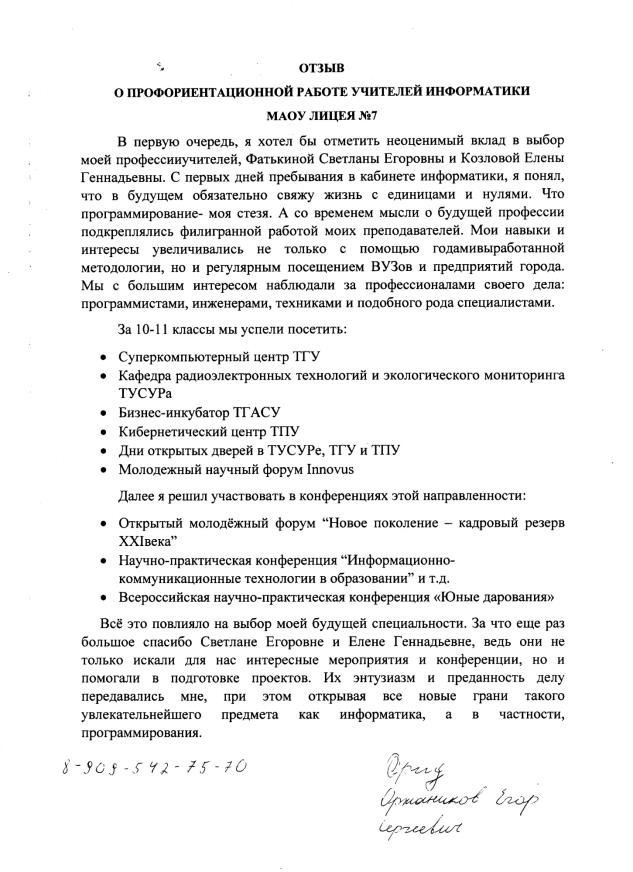 ОТЗЫВ
О ПРОФОРИЕНТАЦИОННОЙ РАБОТЕ УЧИТЕЛЕЙ ИНФОРМАТИКИ
МАОУ ЛИЦЕЯ №7
В первую очередь, я хотел бы отметить неоценимый вклад в выбор
моей профессииучителей, Фатькиной Светланы Егоровны и Козловой Елены
Геннадьевны. С первых дней пребывания в кабинете информатики, я понял,
что в будущем обязательно свяжу жизнь с единицами и нулями. Что
программирование- моя стезя. А со временем мысли о будущей профессии
подкреплялись филигранной работой моих преподавателей. Мои навыки и
интересы увеличивались не только с помощью годамивыработанной
методологии, но и регулярным посещением ВУЗов и предприятий города.
Мы с большим интересом наблюдали за профессионалами своего дела:
программистами, инженерами, техниками и подобного рода специалистами.
За 10-11 классы мы успели посетить:
• Суперкомпьютерный центр ТГУ
• Кафедра радиоэлектронных технологий и экологического мониторинга
ТУСУРа
• Бизнес-инкубатор ТГАСУ
• Кибернетический центр ТПУ
• Дни открытых дверей в ТУСУРе, ТГУ и ТПУ
• Молодежный научный форум Innovus
Далее я решил участвовать в конференциях этой направленности:
• Открытый молодёжный форум “Новое поколение – кадровый резерв
XXIвека”
• Научно-практическая конференция “Информационно-
коммуникационные технологии в образовании” и т.д.
• Всероссийская научно-практическая конференция «Юные дарования»
Всё это повлияло на выбор моей будущей специальности. За что еще раз
большое спасибо Светлане Егоровне и Елене Геннадьевне, ведь они не
только искали для нас интересные мероприятия и конференции, но и
помогали в подготовке проектов. Их энтузиазм и преданность делу
передавались мне, при этом открывая все новые грани такого
увлекательнейшего предмета как информатика, а в частности,
программирования.
8-909-542-75-70
Егор
Сергеевич